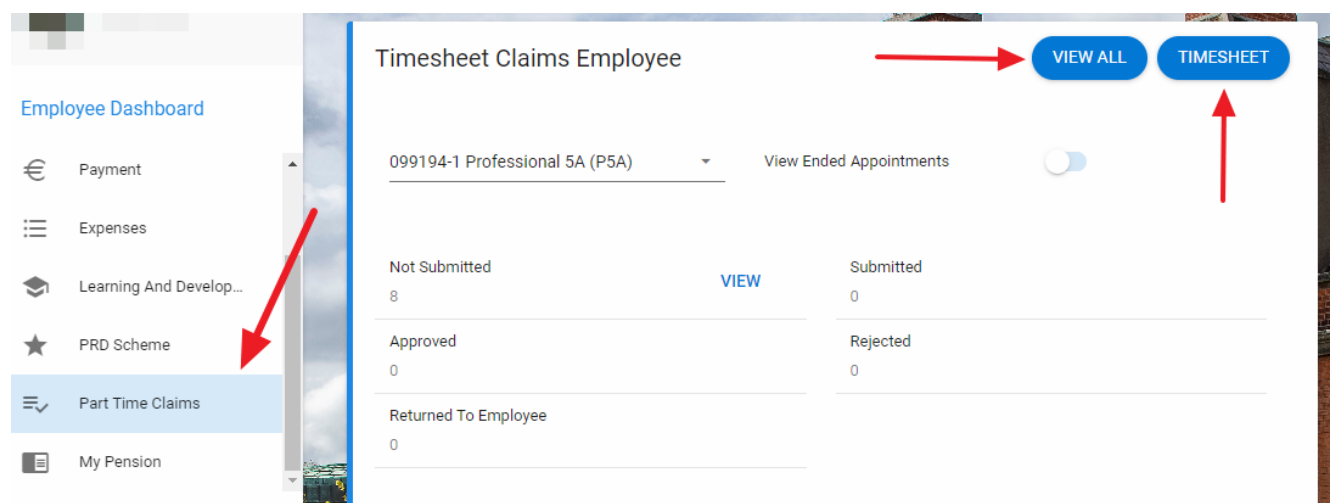 Employee Dashboard
Payment
Expenses
Learning And Develop...
PRD Scheme
Part Time Claims
My Pension
Timesheet Claims Employee
VIEW ALL
TIMESHEET
099194-1 Professional 5A (P5A)
View Ended Appointments
Not Submitted
8
VIEW
Submitted
0
Approved
0
Rejected
0
Returned To Employee
0